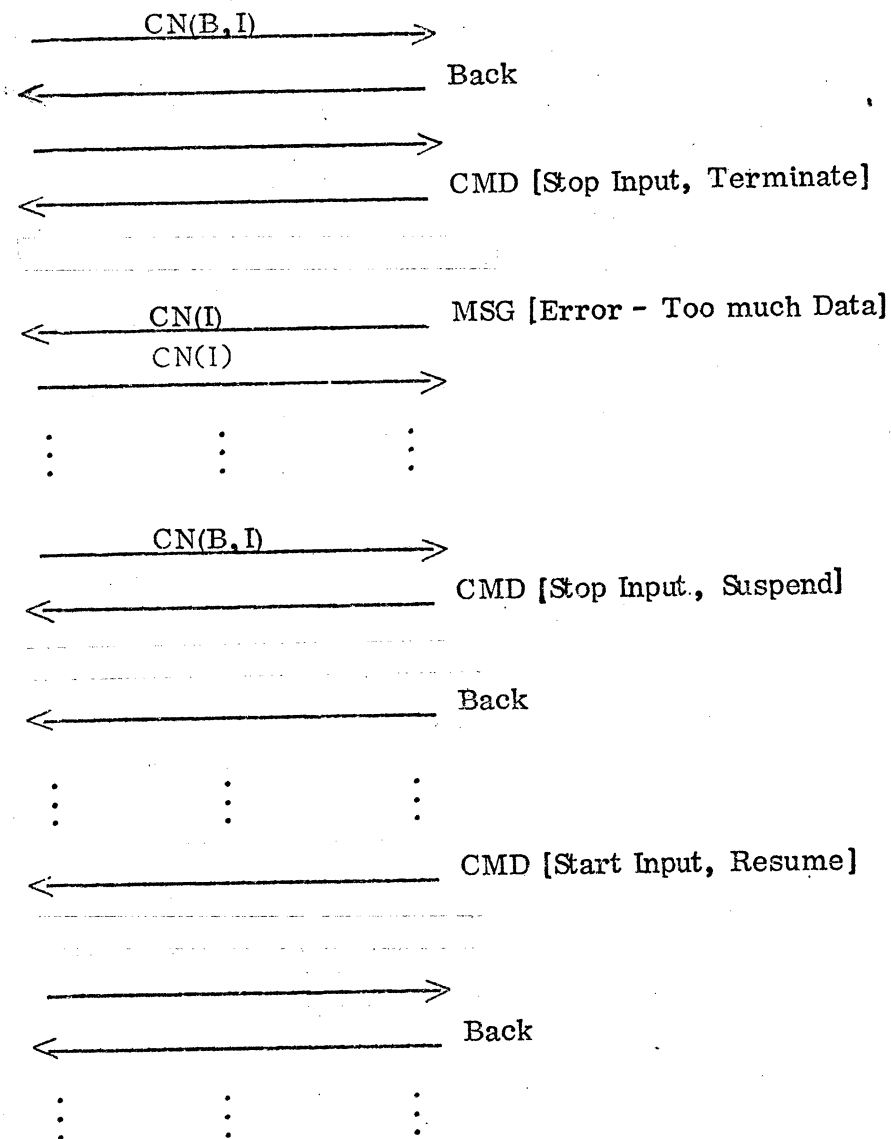 CN(B,I)
Back
CMD [Stop Input, Terminate]
CN(I) MSG [Error - Too much Data]
CN(I)
CN(B,I)
CMD [Stop Input., Suspend]
Back
CMD [Start Input, Resume]
Back